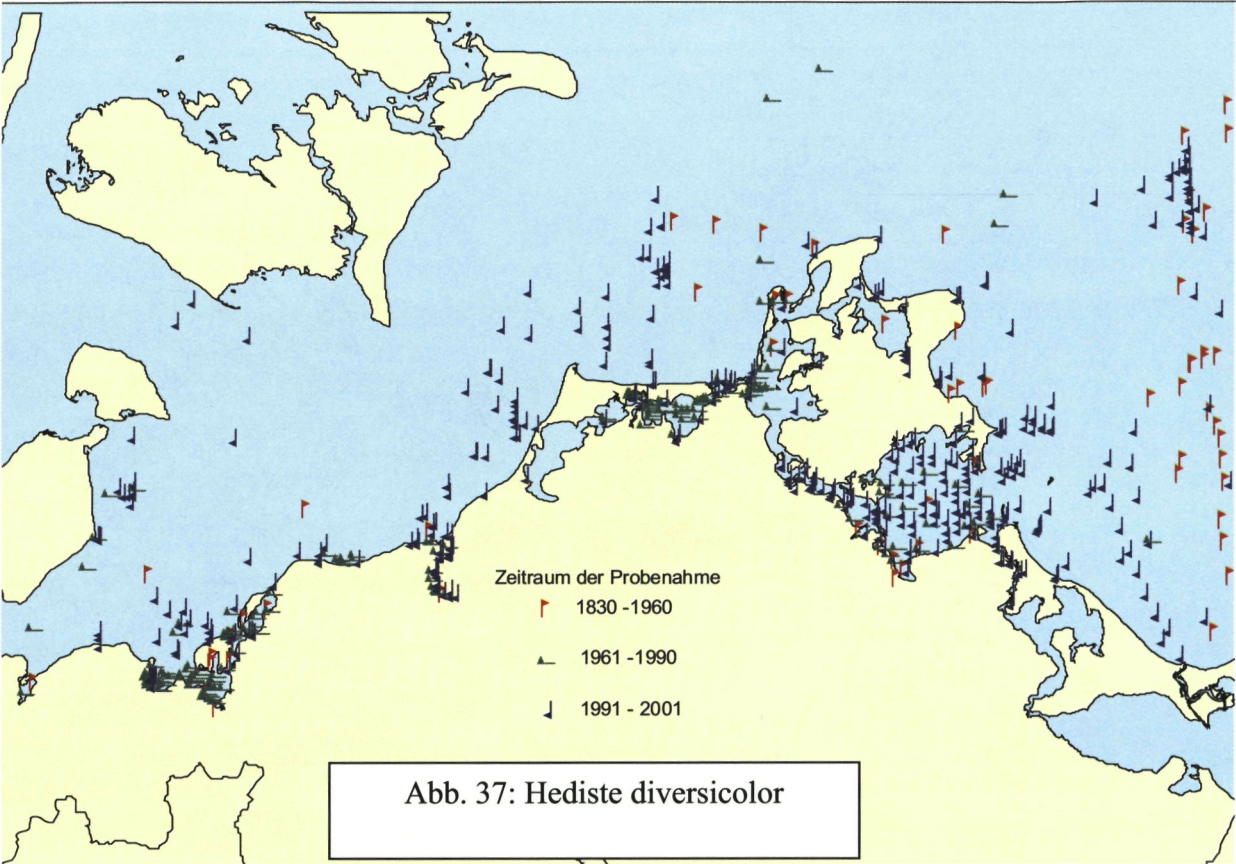 Zeitraum der Probenahme
1830 -1960
1961 -1990
1991 - 2001
Abb. 37: Hediste diversicolor